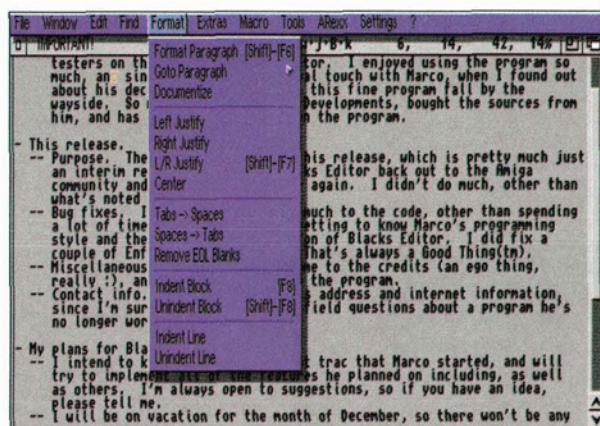 File Window Edit Find Format Extras Macro Tools ARexx Settings ?
IMPORTANT! J·B·k 6, 14, 42, 14%
testers on th tor. I enjoyed using the program so
much, an sin al touch with Marco, when I found out
about his dec this fine program fall by the
wayside. So Developments, bought the sources from
him, and has n the program.
- This release.
-- Purpose. The his release, which is pretty much just
an interim re ks Editor back out to the Amiga
community and again. I didn't do much, other than
what's noted
-- Bug fixes. I much to the code, other than spending
a lot of time etting to know Marco's programming
style and the on of Blacks Editor. I did fix a
couple of Enf That's always a Good Thing(tm).
-- Miscellaneous me to the credits (an ego thing,
really :), an the program.
-- Contact info. s address and internet information,
since I'm sur field questions about a program he's
no longer wor
- My plans for Bla
-- I intend to k t trac that Marco started, and will
try to implement all of the features he planned on including, as well
as others. I'm always open to suggestions, so if you have an idea,
please tell me.
-- I will be on vacation for the month of December, so there won't be any
Format Paragraph [Shift]-[F6]
Goto Paragraph
Documentize
Left Justify
Right Justify
L/R Justify [Shift]-[F7]
Center
Tabs -> Spaces
Spaces -> Tabs
Remove EOL Blanks
Indent Block [F8]
Unindent Block [Shift]-[F8]
Indent Line
Unindent Line